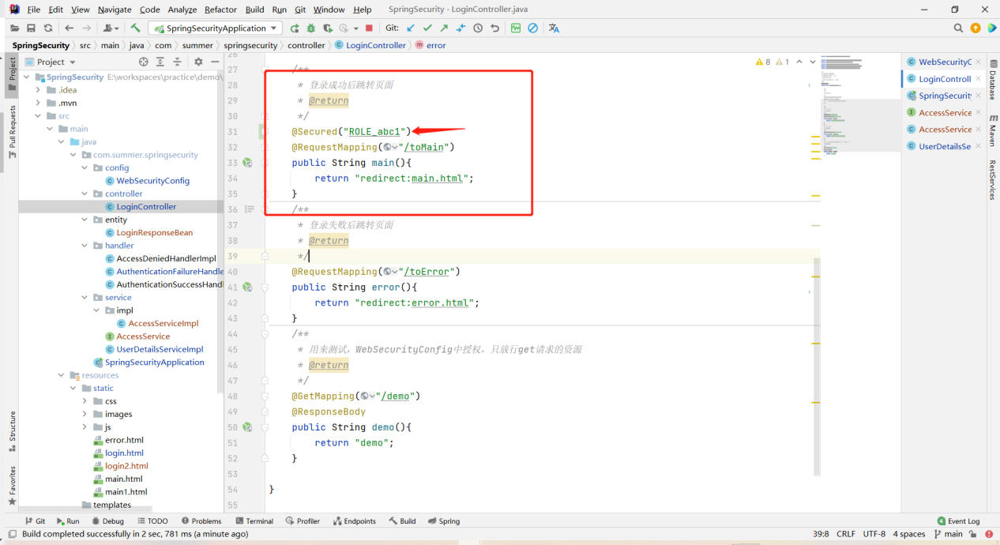 File Edit View Navigate Code Analyze Refactor Build Run Git Window Help SpringSecurity - LoginController.java
SpringSecurityApplication Git:
SpringSecurity src main java com summer springsecurity controller LoginController error
Project
SpringSecurity E:\workspaces\practice\demo\
.idea
.mvn
src
main
java
com.summer.springsecurity
config
WebSecurityConfig
controller
LoginController
entity
LoginResponseBean
handler
AccessDeniedHandlerImpl
AuthenticationFailureHandle
AuthenticationSuccessHandl
service
impl
AccessServiceImpl
AccessService
UserDetailsServiceImpl
SpringSecurityApplication
resources
static
css
images
js
error.html
login.html
login2.html
main.html
main1.html
templates
Project
Pull Requests
Structure
Favorites
26
27 /**
28 * 登录成功后跳转页面
29 * @return
30 */
31 @Secured("ROLE_abc1")
32 @RequestMapping("/toMain")
33 public String main(){
34 return "redirect:main.html";
35 }
36 /**
37 * 登录失败后跳转页面
38 * @return
39 */
40 @RequestMapping("/toError")
41 public String error(){
42 return "redirect:error.html";
43 }
44 /**
45 * 用来测试，WebSecurityConfig中授权，只放行get请求的资源
46 * @return
47 */
48 @GetMapping("/demo")
49 @ResponseBody
50 public String demo(){
51 return "demo";
52 }
53
54 }
55
8 1
WebSecurityC
LoginControll
SpringSecurity
AccessService
AccessService
UserDetailsSe
Database
Maven
RestServices
Git Run Debug TODO Problems Terminal Profiler Endpoints Build Spring 4 Event Log
Build completed successfully in 2 sec, 781 ms (a minute ago) 39:8 CRLF UTF-8 4 spaces main